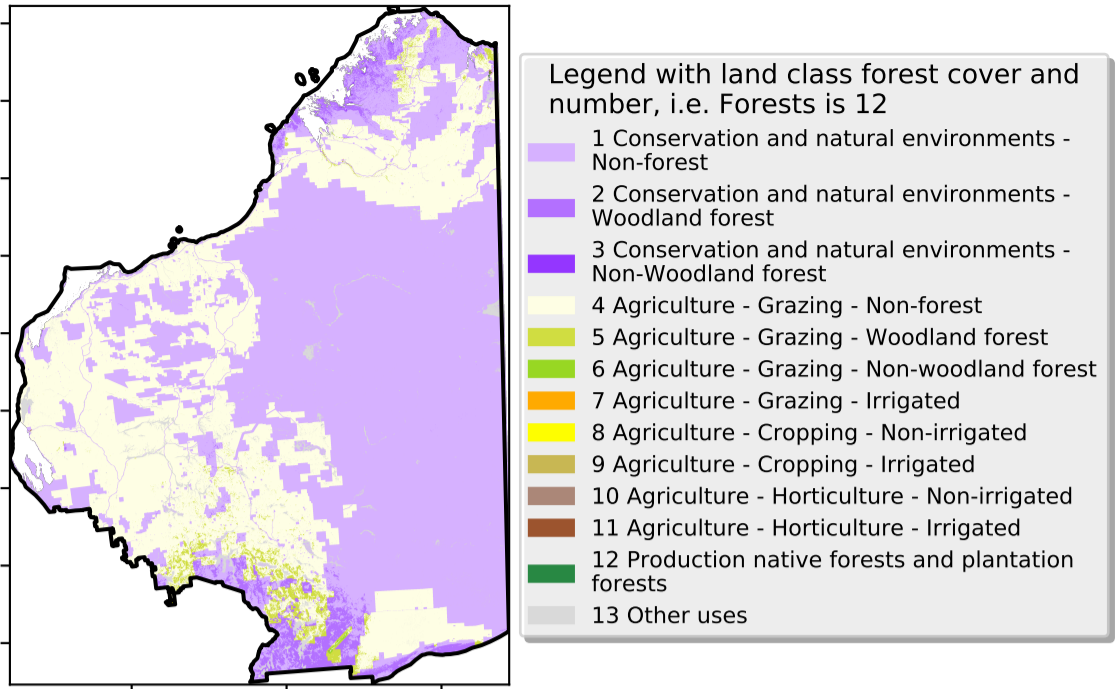 Legend with land class forest cover and
number, i.e. Forests is 12
1 Conservation and natural environments -
Non-forest
2 Conservation and natural environments -
Woodland forest
3 Conservation and natural environments -
Non-Woodland forest
4 Agriculture - Grazing - Non-forest
5 Agriculture - Grazing - Woodland forest
6 Agriculture - Grazing - Non-woodland forest
7 Agriculture - Grazing - Irrigated
8 Agriculture - Cropping - Non-irrigated
9 Agriculture - Cropping - Irrigated
10 Agriculture - Horticulture - Non-irrigated
11 Agriculture - Horticulture - Irrigated
12 Production native forests and plantation
forests
13 Other uses